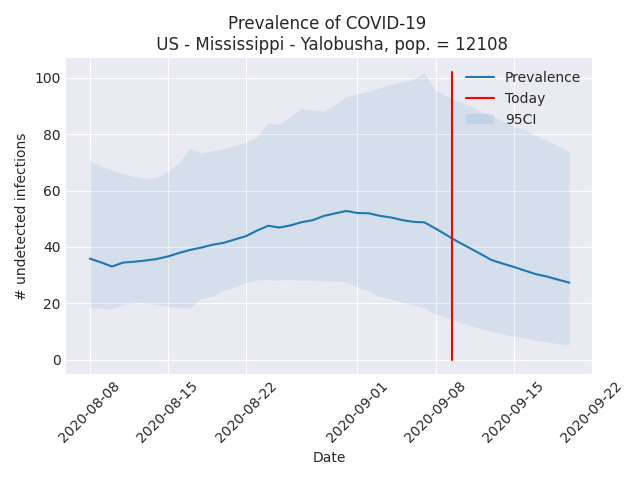 Prevalence of COVID-19
US - Mississippi - Yalobusha, pop. = 12108
Prevalence
Today
95CI
# undetected infections
100
80
60
40
20
0
2020-08-08
2020-08-15
2020-08-22
2020-09-01
2020-09-08
2020-09-15
2020-09-22
Date